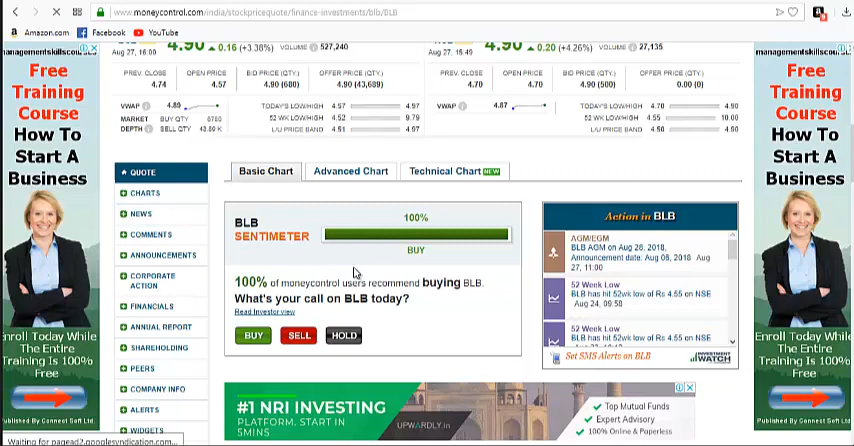 www.moneycontrol.com/india/stockpricequote/finance-investments/blb/BLB
Amazon.com Facebook YouTube
managementskillscourses
Free
Training
Course
How To
Start A
Business
Enroll Today While
The Entire
Training Is 100%
Free
Published By Connect Soft Ltd.
4.90 0.16 (+3.38%) VOLUME 527,240
Aug 27, 16:00
PREV. CLOSE OPEN PRICE BID PRICE (QTY.) OFFER PRICE (QTY.)
4.74 4.57 4.90 (680) 4.90 (43,689)
VWAP 4.89
MARKET DEPTH
BUY QTY 6780
SELL QTY 43.80 K
TODAY'S LOW/HIGH 4.57 4.97
52 WK LOW/HIGH 4.52 9.79
L/U PRICE BAND 4.51 4.97
4.90 0.20 (+4.26%) VOLUME 27,135
Aug 27, 15:49
PREV. CLOSE OPEN PRICE BID PRICE (QTY.) OFFER PRICE (QTY.)
4.70 4.70 4.90 (500) 0.00 (0)
VWAP 4.87
TODAY'S LOW/HIGH 4.70 4.90
52 WK LOW/HIGH 4.55 10.00
L/U PRICE BAND 4.50 4.90
QUOTE
CHARTS
NEWS
COMMENTS
ANNOUNCEMENTS
CORPORATE
ACTION
FINANCIALS
ANNUAL REPORT
SHAREHOLDING
PEERS
COMPANY INFO
ALERTS
WIDGETS
Basic Chart Advanced Chart Technical Chart NEW
BLB
SENTIMETER
100%
BUY
100% of moneycontrol users recommend buying BLB.
What's your call on BLB today?
Read Investor view
BUY SELL HOLD
Action in BLB
AGM/EGM
BLB AGM on Aug 28, 2018,
Announcement date: Aug 06, 2018 Aug
27, 11:00
52 Week Low
BLB has hit 52wk low of Rs 4.55 on NSE
Aug 24, 09:58
52 Week Low
BLB has hit 52wk low of Rs 4.55 on NSE
Set SMS Alerts on BLB
INVESTMENT
WATCH
#1 NRI INVESTING
PLATFORM. START IN
5MINS
UPWARDLY.in
Top Mutual Funds
Expert Advisory
100% Online & Paperless
managementskillscourses
Free
Training
Course
How To
Start A
Business
Enroll Today While
The Entire
Training Is 100%
Free
Published By Connect Soft Ltd.
Waiting for pagead2.googlesyndication.com...